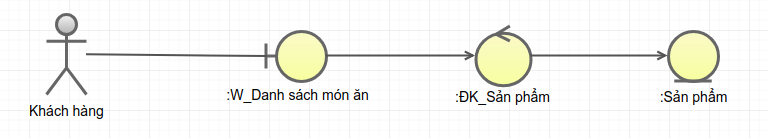 Khách hàng
:W_Danh sách món ăn
:ĐK_Sản phẩm
:Sản phẩm